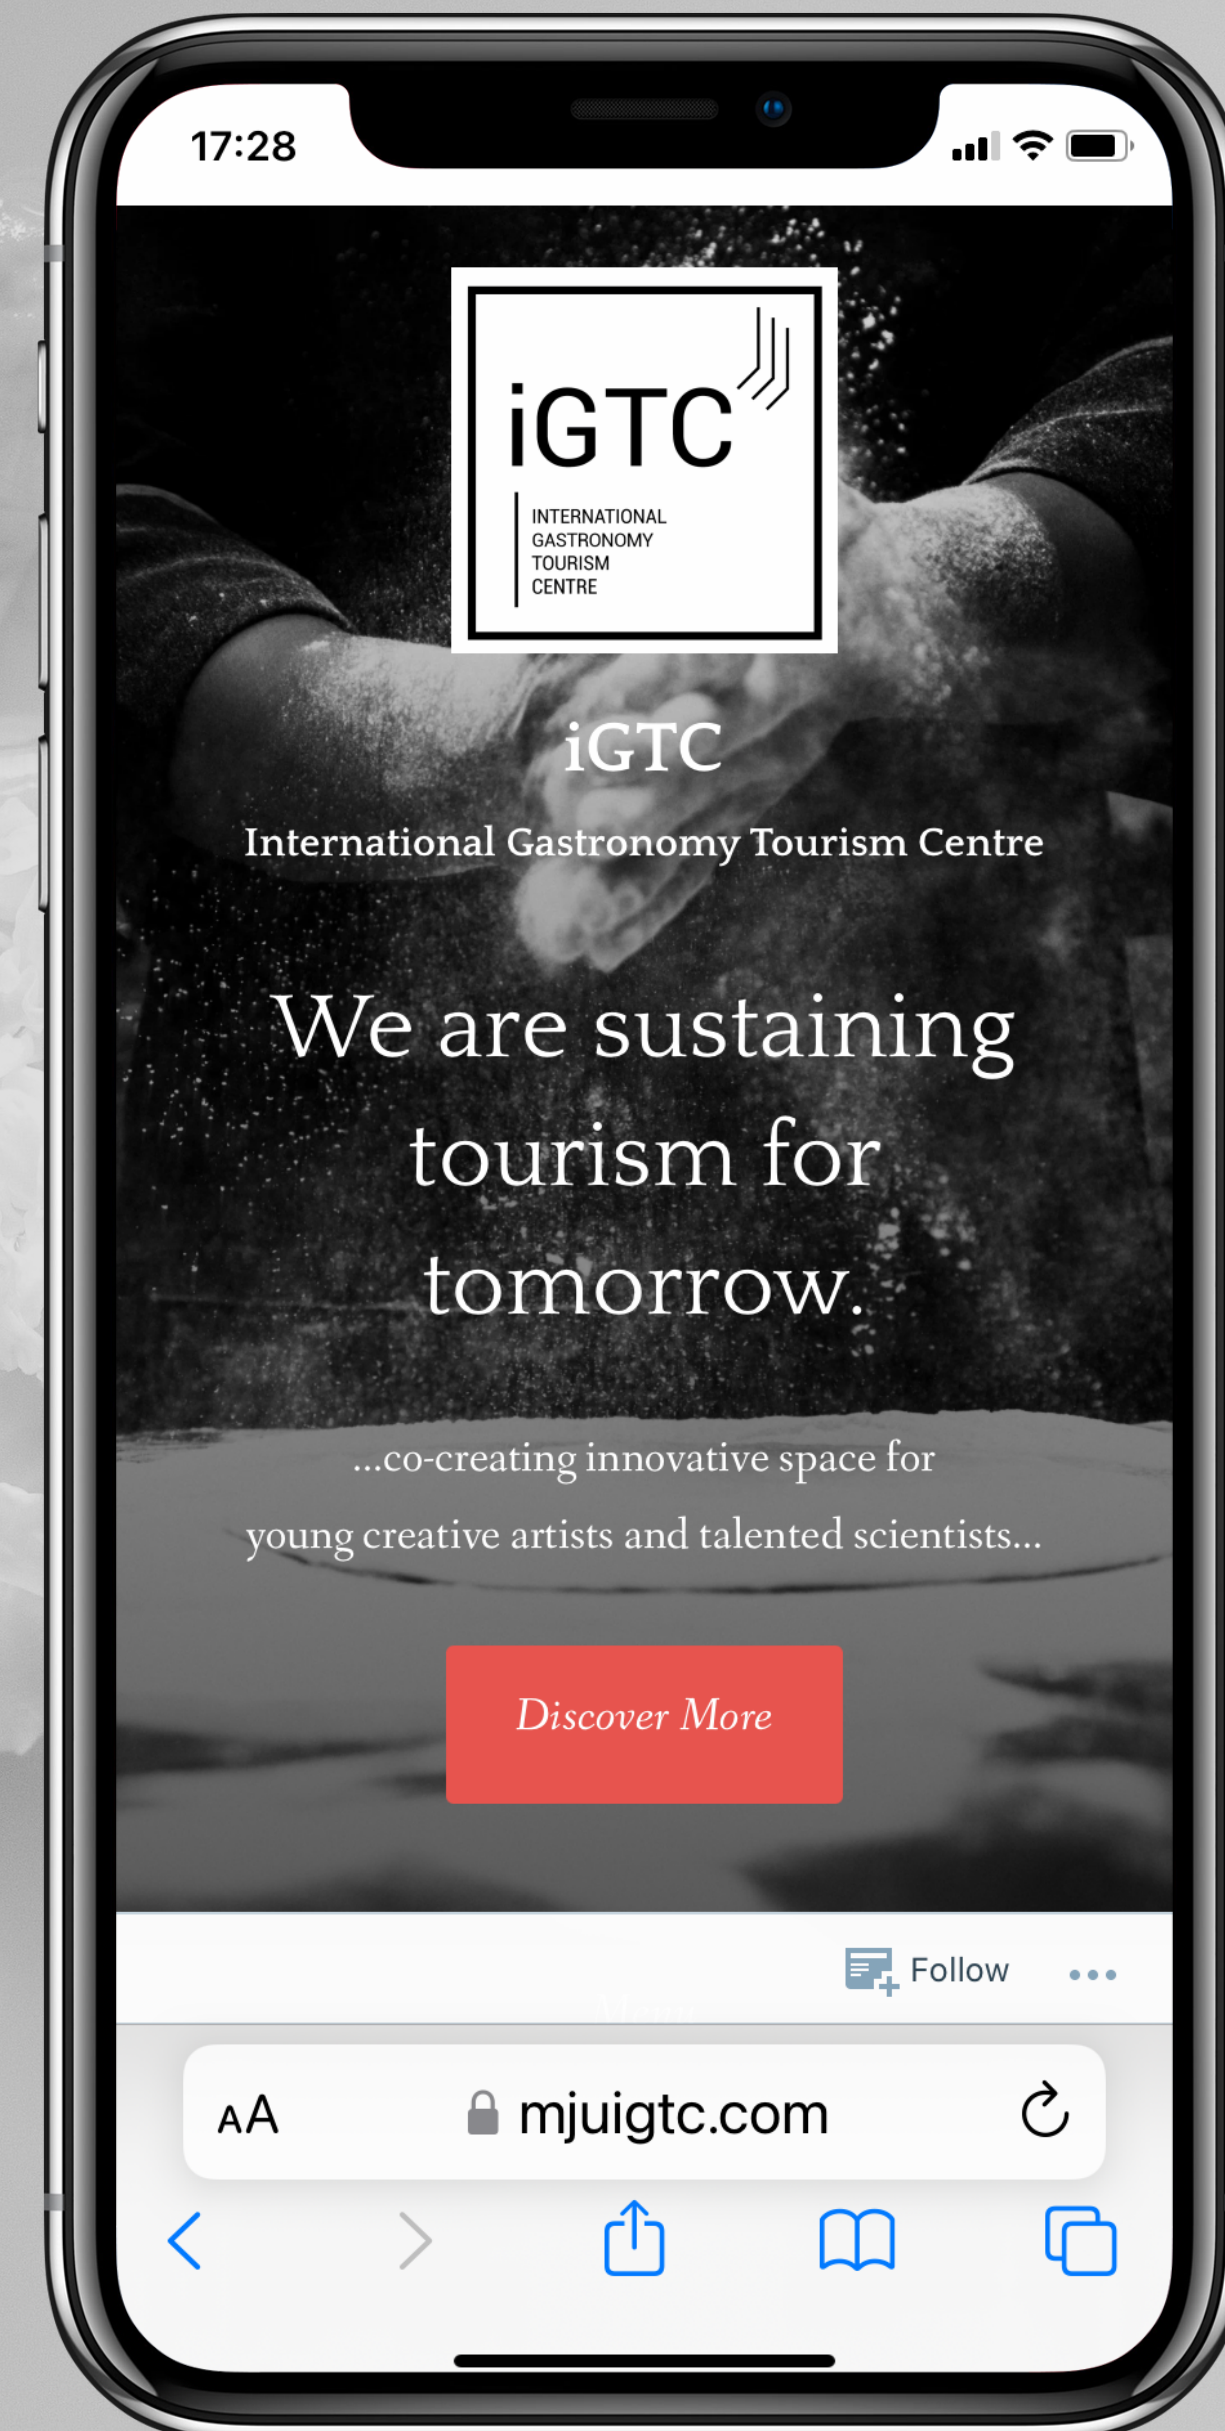 17:28
iGTC
INTERNATIONAL
GASTRONOMY
TOURISM
CENTRE
iGTC
International Gastronomy Tourism Centre
We are sustaining
tourism for
tomorrow.
...co-creating innovative space for
young creative artists and talented scientists...
Discover More
Follow
Menu
AA mjuigtc.com